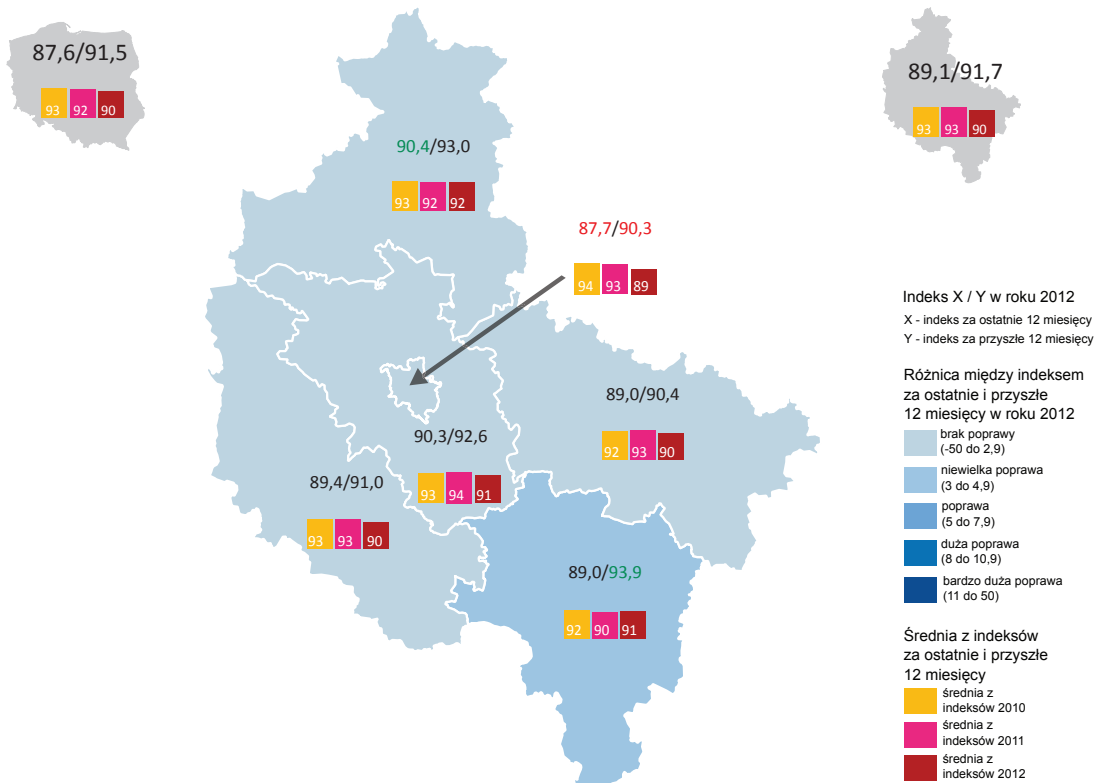 87,6/91,5
93 92 90
89,1/91,7
93 93 90
90,4/93,0
93 92 92
87,7/90,3
94 93 89
89,0/90,4
92 93 90
90,3/92,6
93 94 91
89,4/91,0
93 93 90
89,0/93,9
92 90 91
Indeks X / Y w roku 2012
X - indeks za ostatnie 12 miesięcy
Y - indeks za przyszłe 12 miesięcy
Różnica między indeksem
za ostatnie i przyszłe
12 miesięcy w roku 2012
brak poprawy
(-50 do 2,9)
niewielka poprawa
(3 do 4,9)
poprawa
(5 do 7,9)
duża poprawa
(8 do 10,9)
bardzo duża poprawa
(11 do 50)
Średnia z indeksów
za ostatnie i przyszłe
12 miesięcy
średnia z
indeksów 2010
średnia z
indeksów 2011
średnia z
indeksów 2012